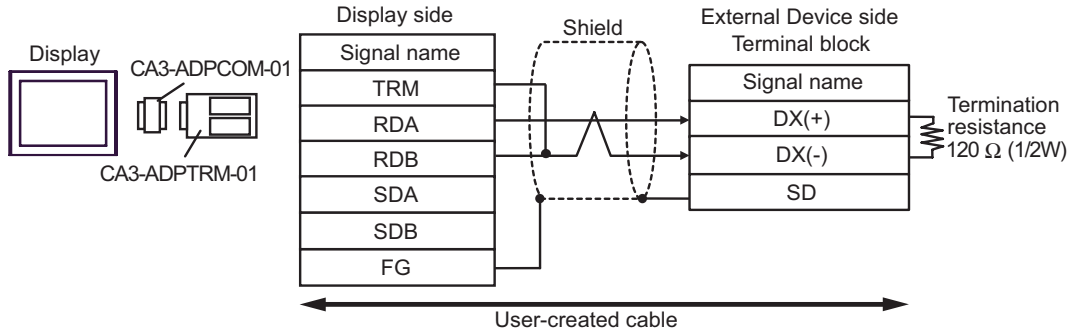 Display
CA3-ADPCOM-01
CA3-ADPTRM-01
Display side
Signal name
TRM
RDA
RDB
SDA
SDB
FG
Shield
External Device side
Terminal block
Signal name
DX(+)
DX(-)
SD
Termination
resistance
120 Ω (1/2W)
User-created cable